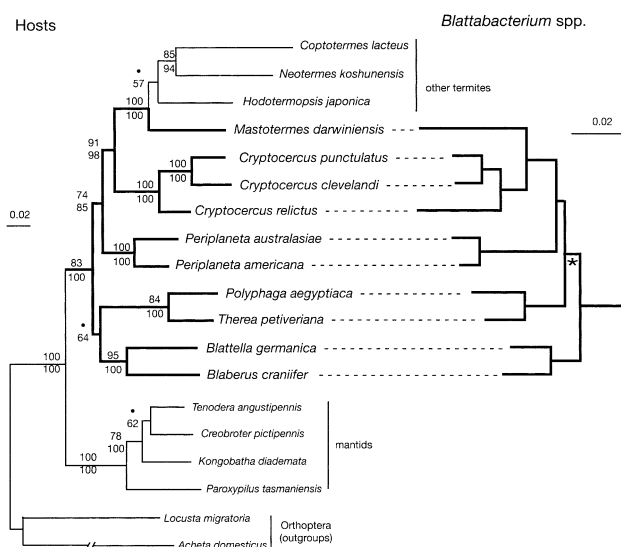 Hosts
Blattabacterium spp.
85
94
Coptotermes lacteus
•
57
Neotermes koshunensis
other termites
Hodotermopsis japonica
100
100
Mastotermes darwiniensis
0.02
91
98
100
100
Cryptocercus punctulatus
100
100
Cryptocercus clevelandi
74
85
Cryptocercus relictus
0.02
100
100
Periplaneta australasiae
Periplaneta americana
*
83
100
84
100
Polyphaga aegyptiaca
Therea petiveriana
•
64
95
100
Blattella germanica
Blaberus craniifer
100
100
•
62
Tenodera angustipennis
78
100
Creobroter pictipennis
mantids
100
100
Kongobatha diademata
Paroxypilus tasmaniensis
Locusta migratoria
Orthoptera
(outgroups)
Acheta domesticus